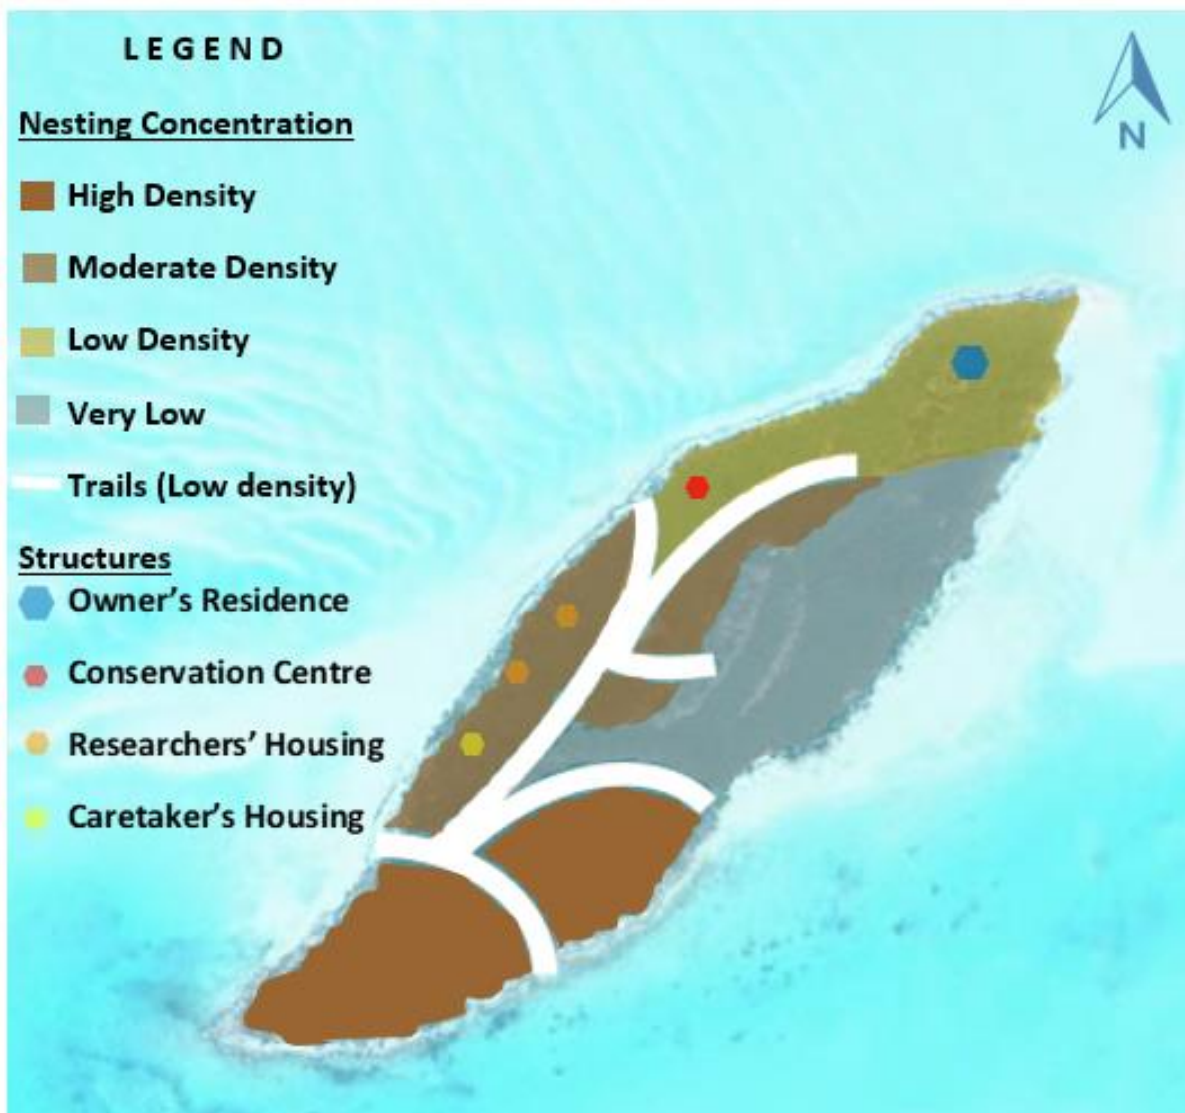 L E G E N D
Nesting Concentration
High Density
Moderate Density
Low Density
Very Low
Trails (Low density)
Structures
Owner's Residence
Conservation Centre
Researchers' Housing
Caretaker's Housing
N